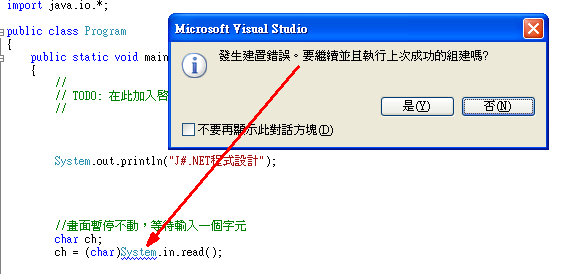 import java.io.*;
public class Program
{
public static void main
{
//
// TODO: 在此加入啓
//
System.out.println("J#.NET程式設計");
//畫面暫停不動，等待輸入一個字元
char ch;
ch = (char)System.in.read();
Microsoft Visual Studio
發生建置錯誤。要繼續並且執行上次成功的組建嗎?
是(Y)
否(N)
不要再顯示此對話方塊(D)